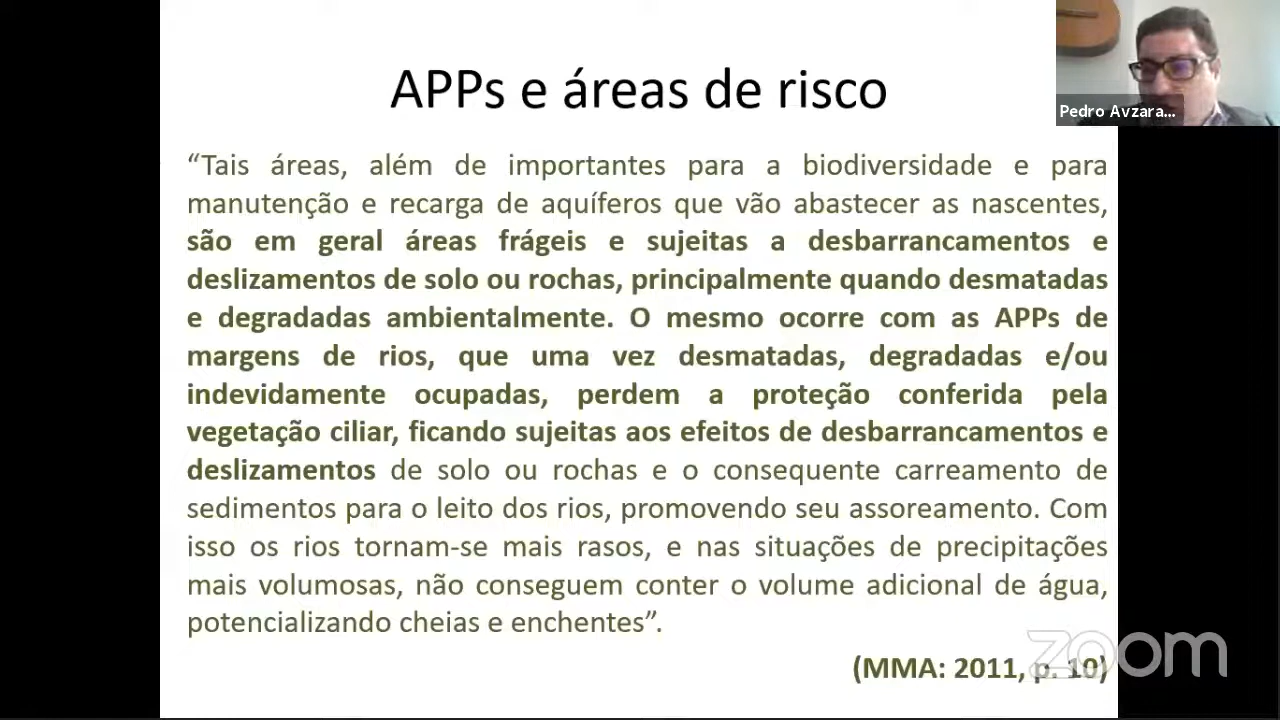 APPs e áreas de risco
Pedro Avzara...
“Tais áreas, além de importantes para a biodiversidade e para
manutenção e recarga de aquíferos que vão abastecer as nascentes,
são em geral áreas frágeis e sujeitas a desbarrancamentos e
deslizamentos de solo ou rochas, principalmente quando desmatadas
e degradadas ambientalmente. O mesmo ocorre com as APPs de
margens de rios, que uma vez desmatadas, degradadas e/ou
indevidamente ocupadas, perdem a proteção conferida pela
vegetação ciliar, ficando sujeitas aos efeitos de desbarrancamentos e
deslizamentos de solo ou rochas e o consequente carreamento de
sedimentos para o leito dos rios, promovendo seu assoreamento. Com
isso os rios tornam-se mais rasos, e nas situações de precipitações
mais volumosas, não conseguem conter o volume adicional de água,
potencializando cheias e enchentes”.
(MMA: 2011, p. 10)
zoom